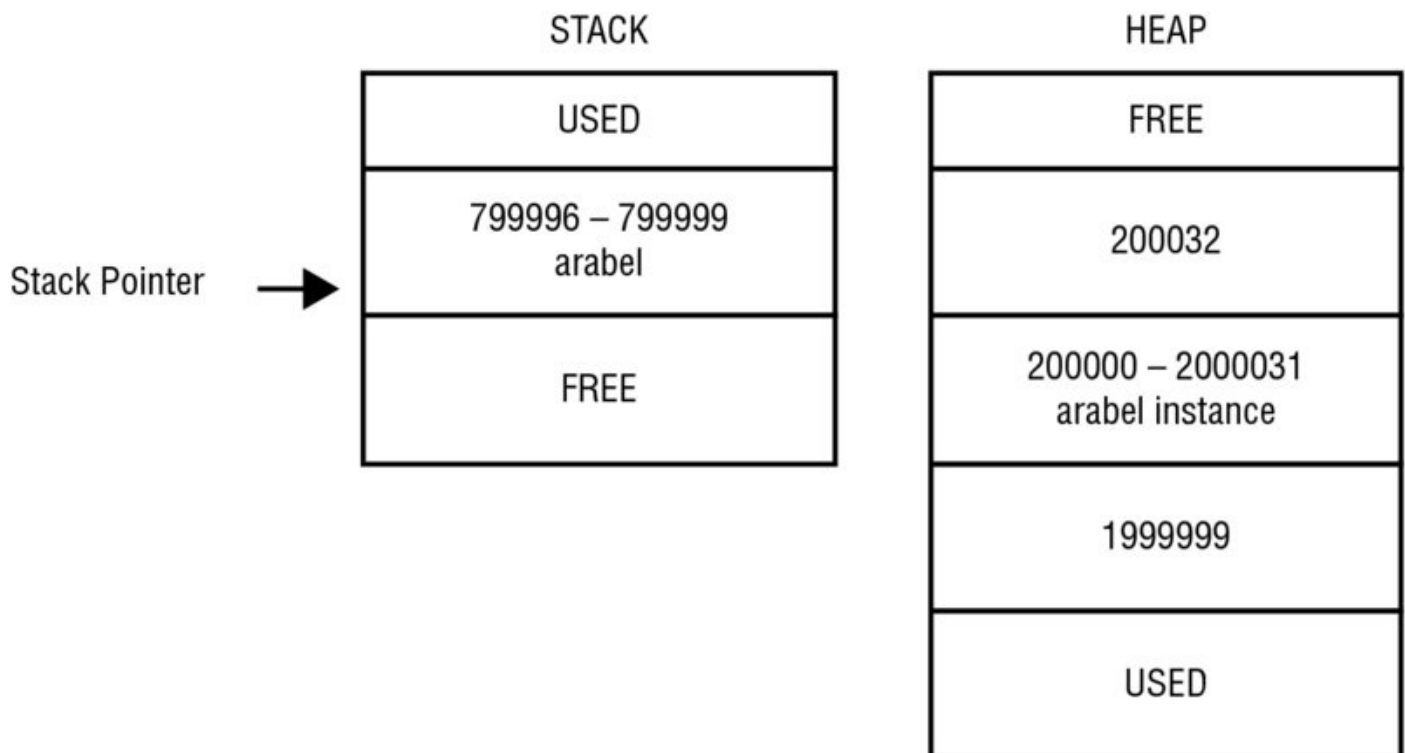 STACK
HEAP
USED
799996 – 799999
arabel
Stack Pointer
FREE
FREE
200032
200000 – 2000031
arabel instance
1999999
USED